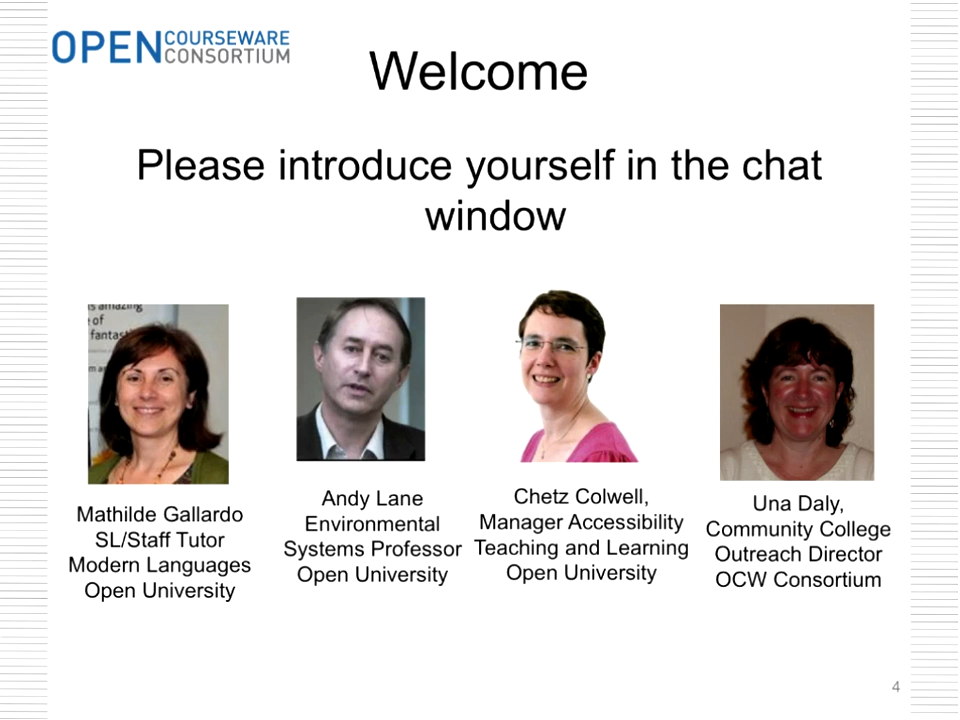 OPEN COURSEWARE
CONSORTIUM
Welcome
Please introduce yourself in the chat
window
Mathilde Gallardo
SL/Staff Tutor
Modern Languages
Open University
Andy Lane
Environmental
Systems Professor
Open University
Chetz Colwell,
Manager Accessibility
Teaching and Learning
Open University
Una Daly,
Community College
Outreach Director
OCW Consortium
4